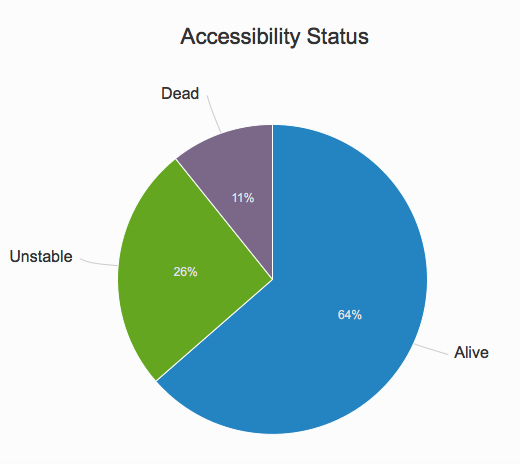 Accessibility Status
Dead
11%
Unstable
26%
64%
Alive